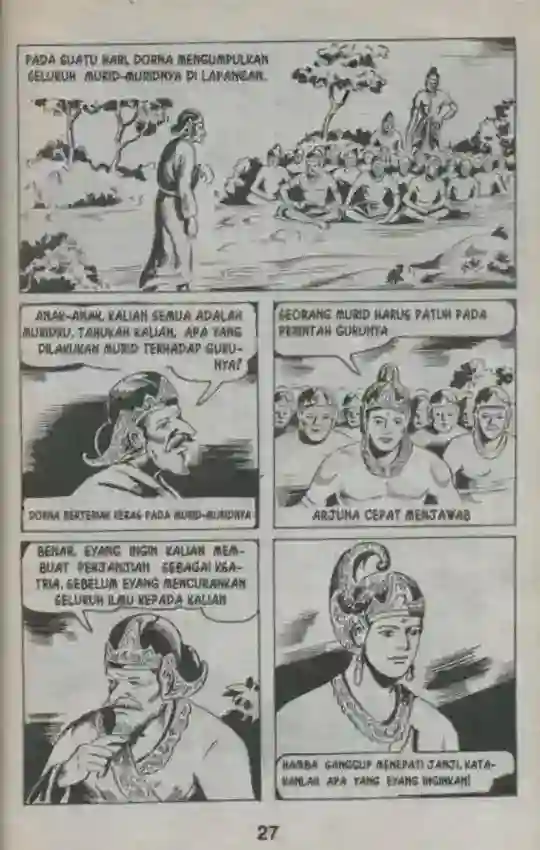 PADA SUATU HARI, DORNA MENGUMPULKAN
SELURUH MURID-MURIDNYA DI LAPANGAN.
ANAK-ANAK, KALIAN SEMUA ADALAH
MURIDKU, TAHUKAH KALIAN, APA YANG
DILAKUKAN MURID TERHADAP GURU-
NYA?
DORNA BERTERIAK KERAS PADA MURID-MURIDNYA
SEORANG MURID HARUS PATUH PADA
PERINTAH GURUNYA
ARJUNA CEPAT MENJAWAB
BENAR, EYANG INGIN KALIAN MEM-
BUAT PERJANJIAN SEBAGAI KSA-
TRIA, SEBELUM EYANG MENCURAHKAN
SELURUH ILMU KEPADA KALIAN
HAMBA SANGGUP MENEPATI JANJI, KATA-
KANLAH APA YANG EYANG INGINKAN!
27